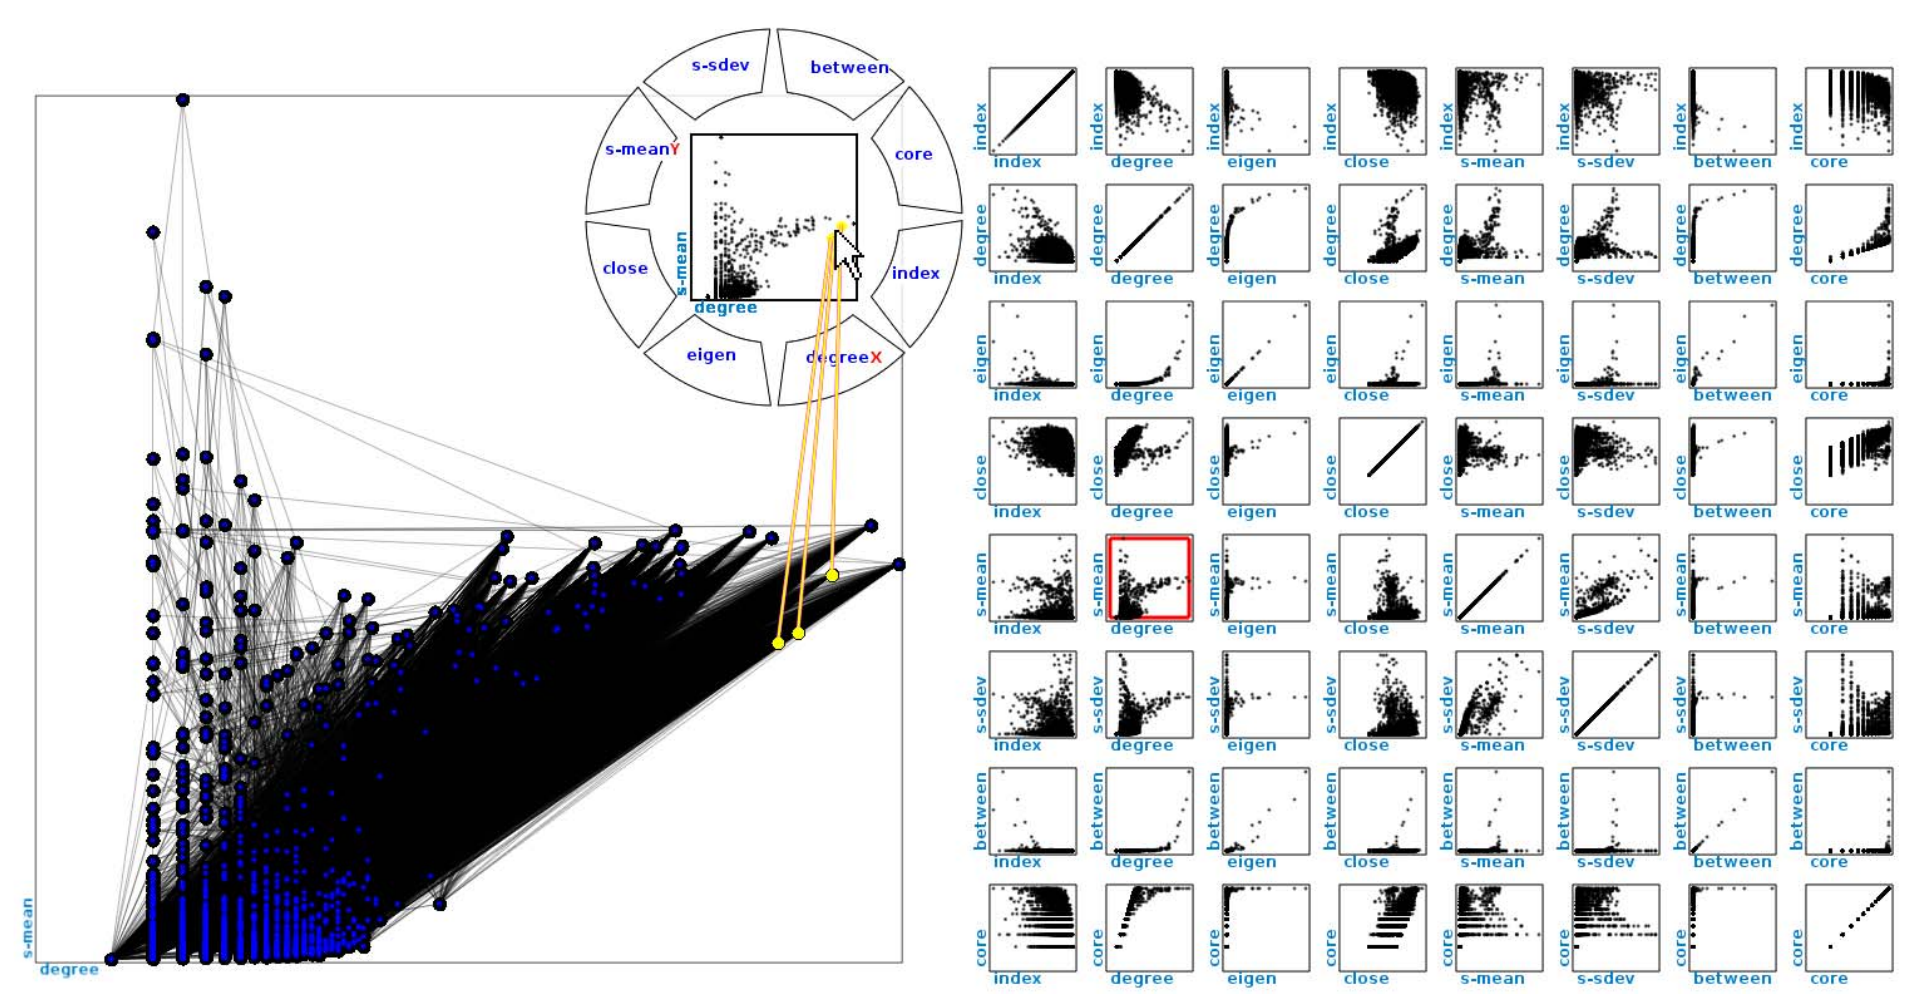 s-sdev
between
s-meanY
core
close
index
eigen
degreeX
s-mean
degree
s-mean
degree
index
index
index
degree
index
eigen
index
close
index
s-mean
index
s-sdev
index
between
index
core
degree
index
degree
degree
degree
eigen
degree
close
degree
s-mean
degree
s-sdev
degree
between
degree
core
eigen
index
eigen
degree
eigen
eigen
eigen
close
eigen
s-mean
eigen
s-sdev
eigen
between
eigen
core
close
index
close
degree
close
eigen
close
close
close
s-mean
close
s-sdev
close
between
close
core
s-mean
index
s-mean
degree
s-mean
eigen
s-mean
close
s-mean
s-mean
s-mean
s-sdev
s-mean
between
s-mean
core
s-sdev
index
s-sdev
degree
s-sdev
eigen
s-sdev
close
s-sdev
s-mean
s-sdev
s-sdev
s-sdev
between
s-sdev
core
between
index
between
degree
between
eigen
between
close
between
s-mean
between
s-sdev
between
between
between
core
core
index
core
degree
core
eigen
core
close
core
s-mean
core
s-sdev
core
between
core
core